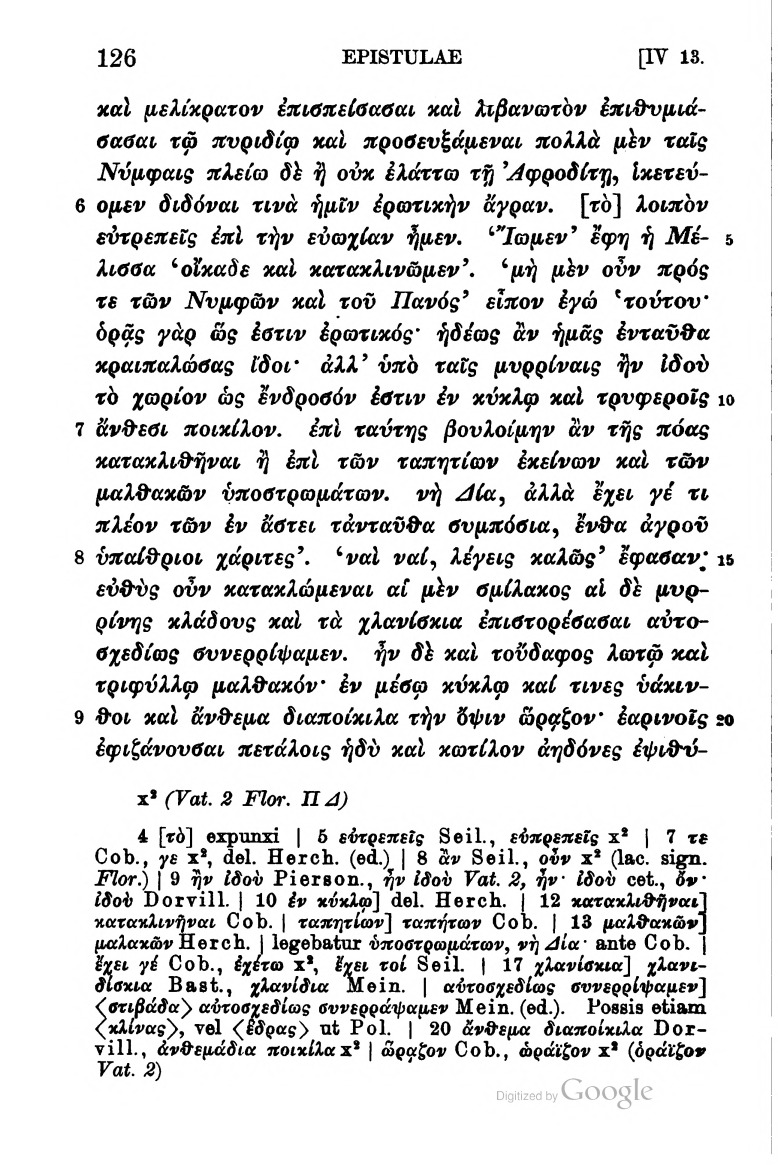 126 EPISTULAE [IV 13.
καὶ μελίκρατον ἐπισπείσασαι καὶ λιβανωτὸν ἐπιθυμιά-
σασαι τῷ πυριδίῳ καὶ προσευξάμεναι πολλὰ μὲν ταῖς
Νύμφαις πλείω δὲ ἢ οὐκ ἐλάττω τῇ Ἀφροδίτῃ, ἱκετεύ-
6 ομεν διδόναι τινὰ ἡμῖν ἐρωτικὴν ἄγραν. [τὸ] λοιπὸν
εὐτρεπεῖς ἐπὶ τὴν εὐωχίαν ἦμεν. ‘Ἴωμεν’ ἔφη ἡ Μέ- 5
λισσα ‘οἴκαδε καὶ κατακλινῶμεν’. ‘μὴ μὲν οὖν πρός
τε τῶν Νυμφῶν καὶ τοῦ Πανός’ εἶπον ἐγώ ‘τούτου·
ὁρᾷς γὰρ ὥς ἐστιν ἐρωτικός· ἡδέως ἂν ἡμᾶς ἐνταῦθα
κραιπαλώσας ἴδοι· ἀλλ’ ὑπὸ ταῖς μυρρίναις ἢν ἰδοὺ
τὸ χωρίον ὡς ἔνδροσόν ἐστιν ἐν κύκλῳ καὶ τρυφεροῖς 10
7 ἄνθεσι ποικίλον. ἐπὶ ταύτης βουλοίμην ἂν τῆς πόας
κατακλιθῆναι ἢ ἐπὶ τῶν ταπητίων ἐκείνων καὶ τῶν
μαλθακῶν ὑποστρωμάτων. νὴ Δία, ἀλλὰ ἔχει γέ τι
πλέον τῶν ἐν ἄστει τἀνταῦθα συμπόσια, ἔνθα ἀγροῦ
8 ὑπαίθριοι χάριτες’. ‘ναὶ ναί, λέγεις καλῶς’ ἔφασαν· 15
εὐθὺς οὖν κατακλώμεναι αἱ μὲν σμίλακος αἱ δὲ μυρ-
ρίνης κλάδους καὶ τὰ χλανίσκια ἐπιστορέσασαι αὐτο-
σχεδίως συνερρίψαμεν. ἦν δὲ καὶ τοὔδαφος λωτῷ καὶ
τριφύλλῳ μαλθακόν· ἐν μέσῳ κύκλῳ καί τινες ὑάκιν-
9 θοι καὶ ἄνθεμα διαποίκιλα τὴν ὄψιν ὥρᾳζον· ἐαρινοῖς 20
ἐφιζάνουσαι πετάλοις ἡδὺ καὶ κωτίλον ἀηδόνες ἐψιθύ-
x² (Vat. 2 Flor. Π Δ)
4 [τὸ] expunxi | 5 εὐτρεπεῖς Seil., εὐπρεπεῖς x² | 7 τε
Cob., γε x², del. Herch. (ed.) | 8 ἂν Seil., οὖν x² (lac. sign.
Flor.) | 9 ἢν ἰδοὺ Pierson., ἦν ἰδοὺ Vat. 2, ἦν· ἰδοὺ cet., ὄν·
ἰδοὺ Dorvill. | 10 ἐν κύκλῳ] del. Herch. | 12 κατακλιθῆναι]
κατακλινῆναι Cob. | ταπητίων] ταπήτων Cob. | 13 μαλθακῶν]
μαλακῶν Herch. | legebatur ὑποστρωμάτων, νὴ Δία· ante Cob. |
ἔχει γέ Cob., ἐχέτω x², ἔχει τοί Seil. | 17 χλανίσκια] χλανι-
δίσκια Bast., χλανίδια Mein. | αὐτοσχεδίως συνερρίψαμεν]
⟨στιβάδα⟩ αὐτοσχεδίως συνερράψαμεν Mein. (ed.). Possis etiam
⟨κλίνας⟩, vel ⟨ἕδρας⟩ ut Pol. | 20 ἄνθεμα διαποίκιλα Dor-
vill., ἀνθεμάδια ποικίλα x² | ὥρᾳζον Cob., ὡράϊζον x² (ὁράϊζον
Vat. 2)
Digitized by Google